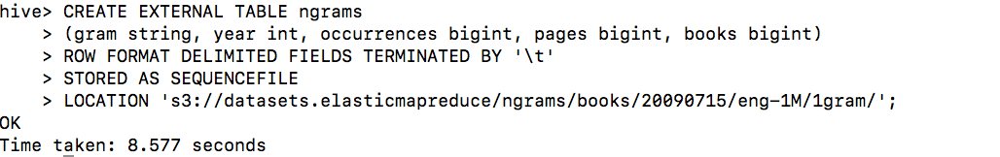 hive> CREATE EXTERNAL TABLE ngrams
    > (gram string, year int, occurrences bigint, pages bigint, books bigint)
    > ROW FORMAT DELIMITED FIELDS TERMINATED BY '\t'
    > STORED AS SEQUENCEFILE
    > LOCATION 's3://datasets.elasticmapreduce/ngrams/books/20090715/eng-1M/1gram/';
OK
Time taken: 8.577 seconds